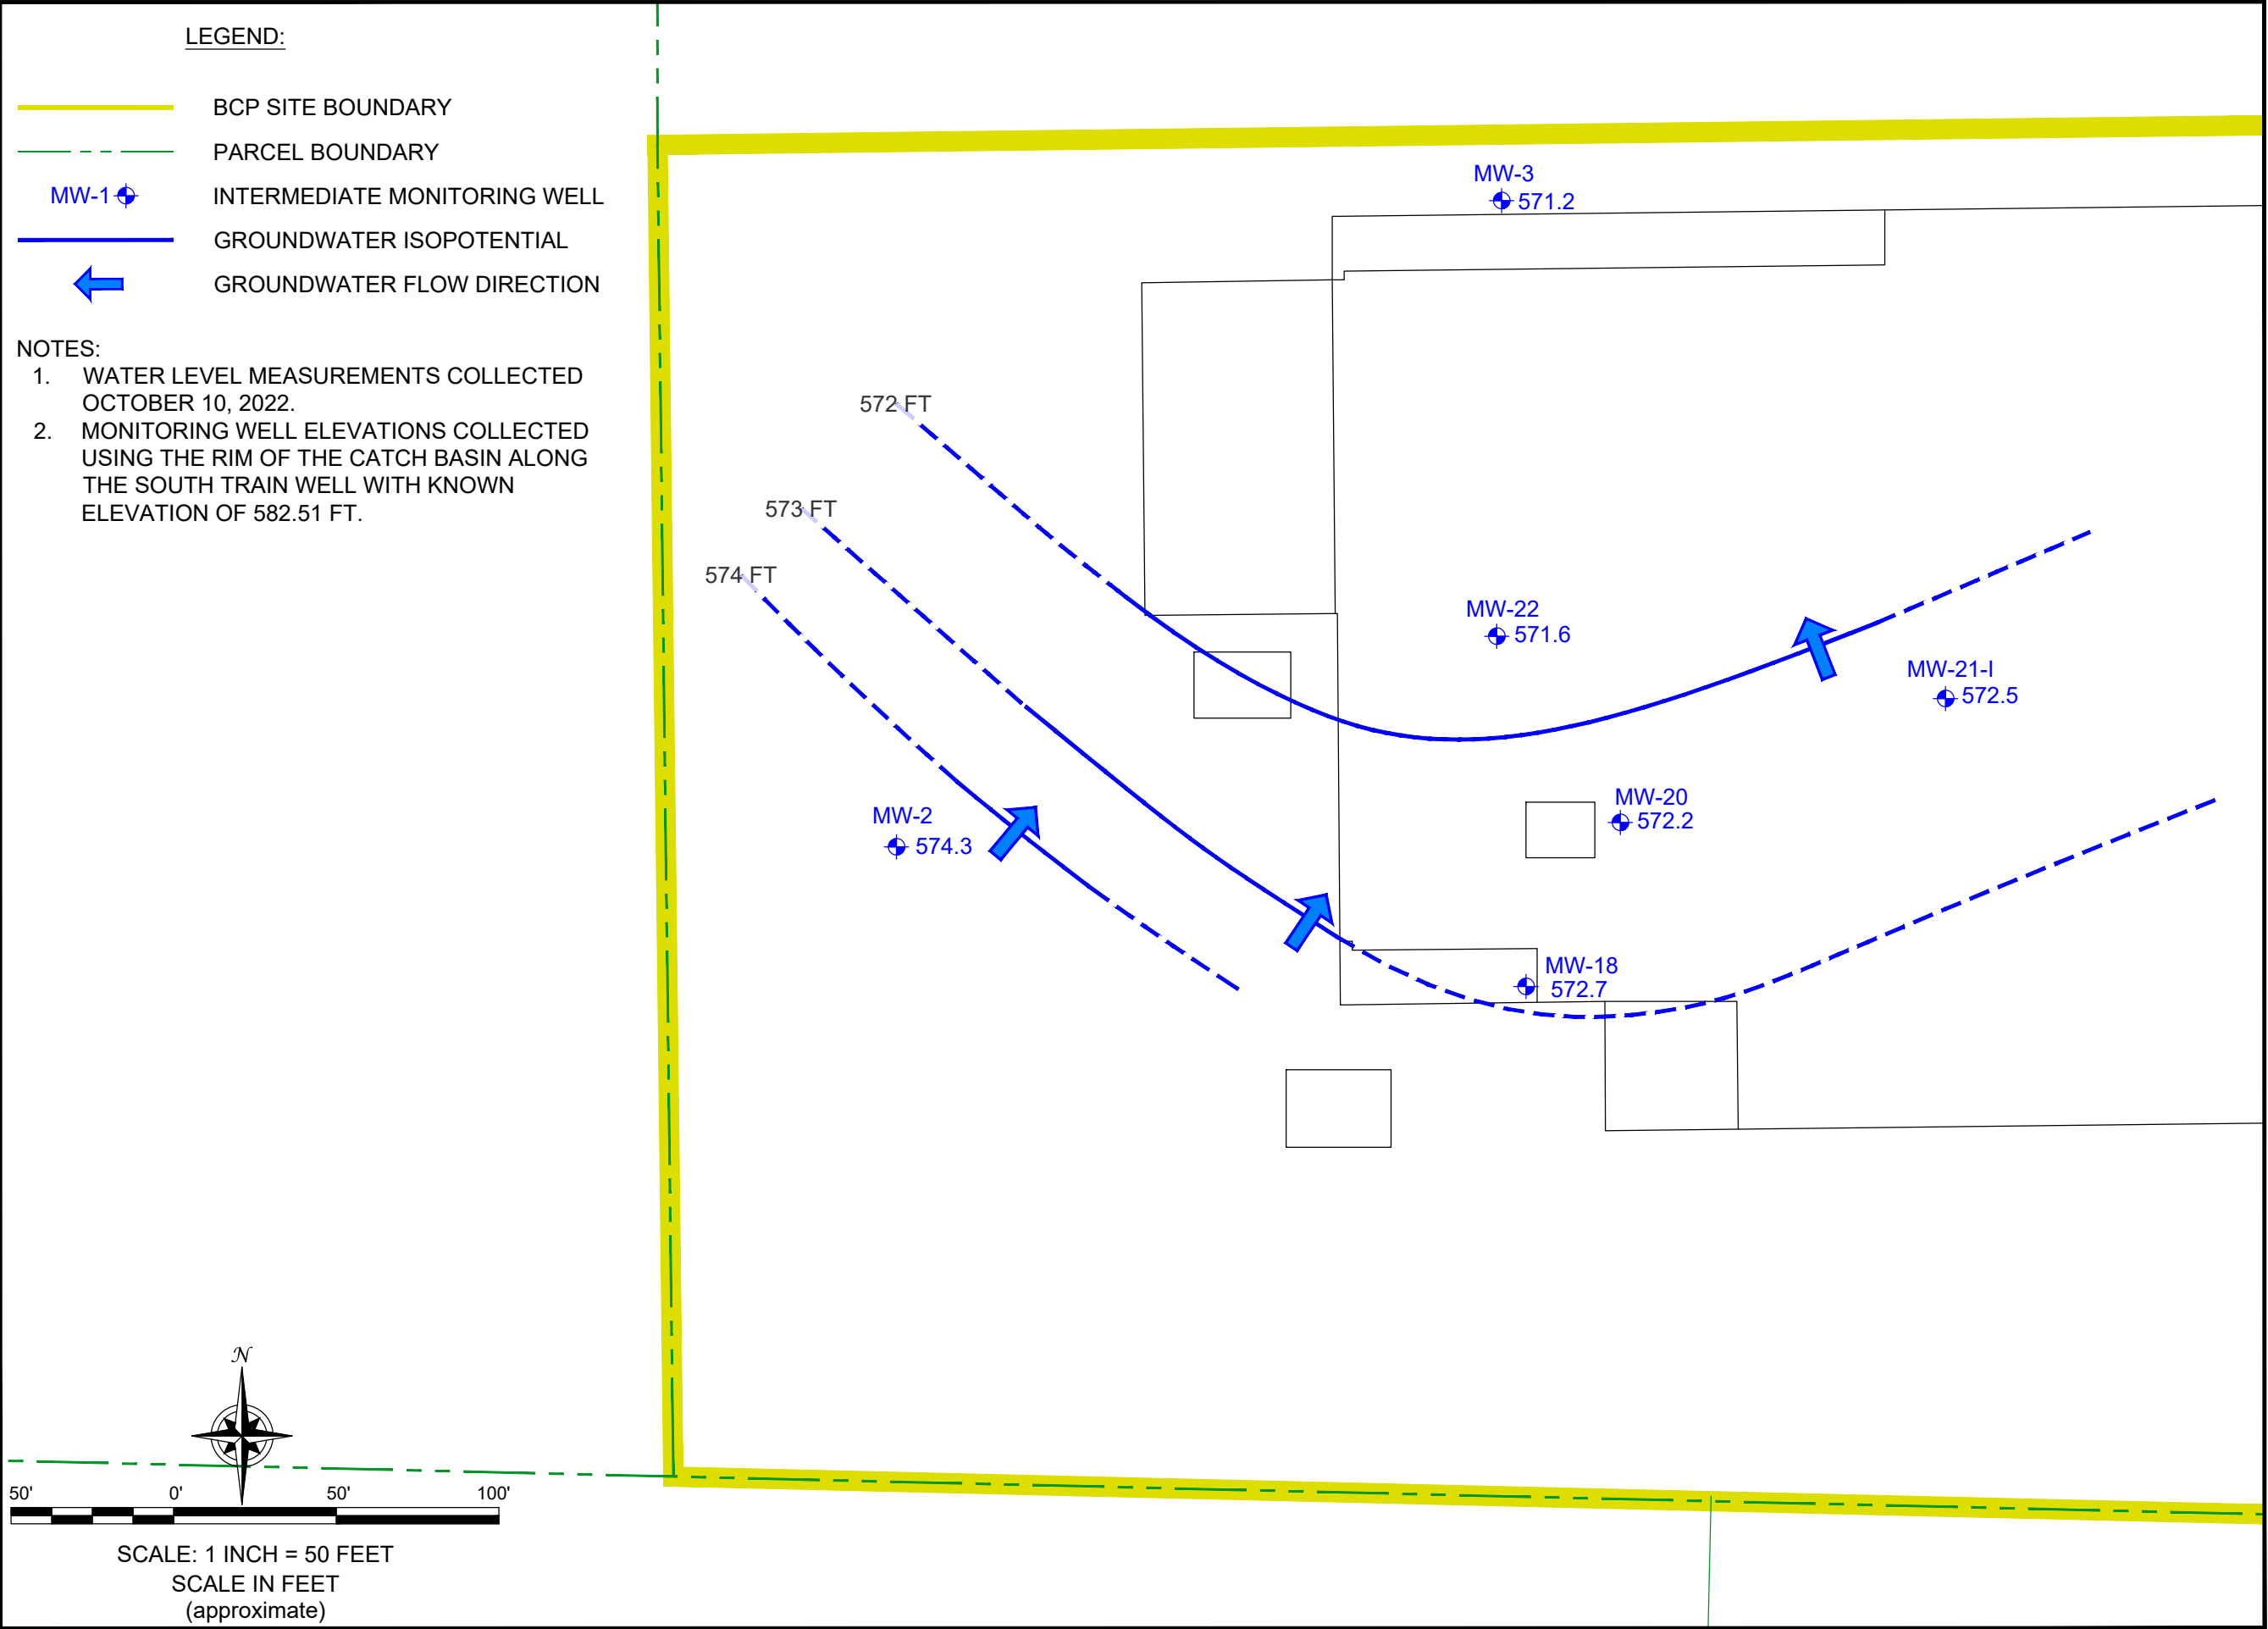 LEGEND:
BCP SITE BOUNDARY
PARCEL BOUNDARY
MW-1 INTERMEDIATE MONITORING WELL
GROUNDWATER ISOPOTENTIAL
GROUNDWATER FLOW DIRECTION
NOTES:
1. WATER LEVEL MEASUREMENTS COLLECTED
OCTOBER 10, 2022.
2. MONITORING WELL ELEVATIONS COLLECTED
USING THE RIM OF THE CATCH BASIN ALONG
THE SOUTH TRAIN WELL WITH KNOWN
ELEVATION OF 582.51 FT.
MW-3
571.2
572 FT
573 FT
574 FT
MW-22
571.6
MW-21-I
572.5
MW-2
574.3
MW-20
572.2
MW-18
572.7
N
50' 0' 50' 100'
SCALE: 1 INCH = 50 FEET
SCALE IN FEET
(approximate)